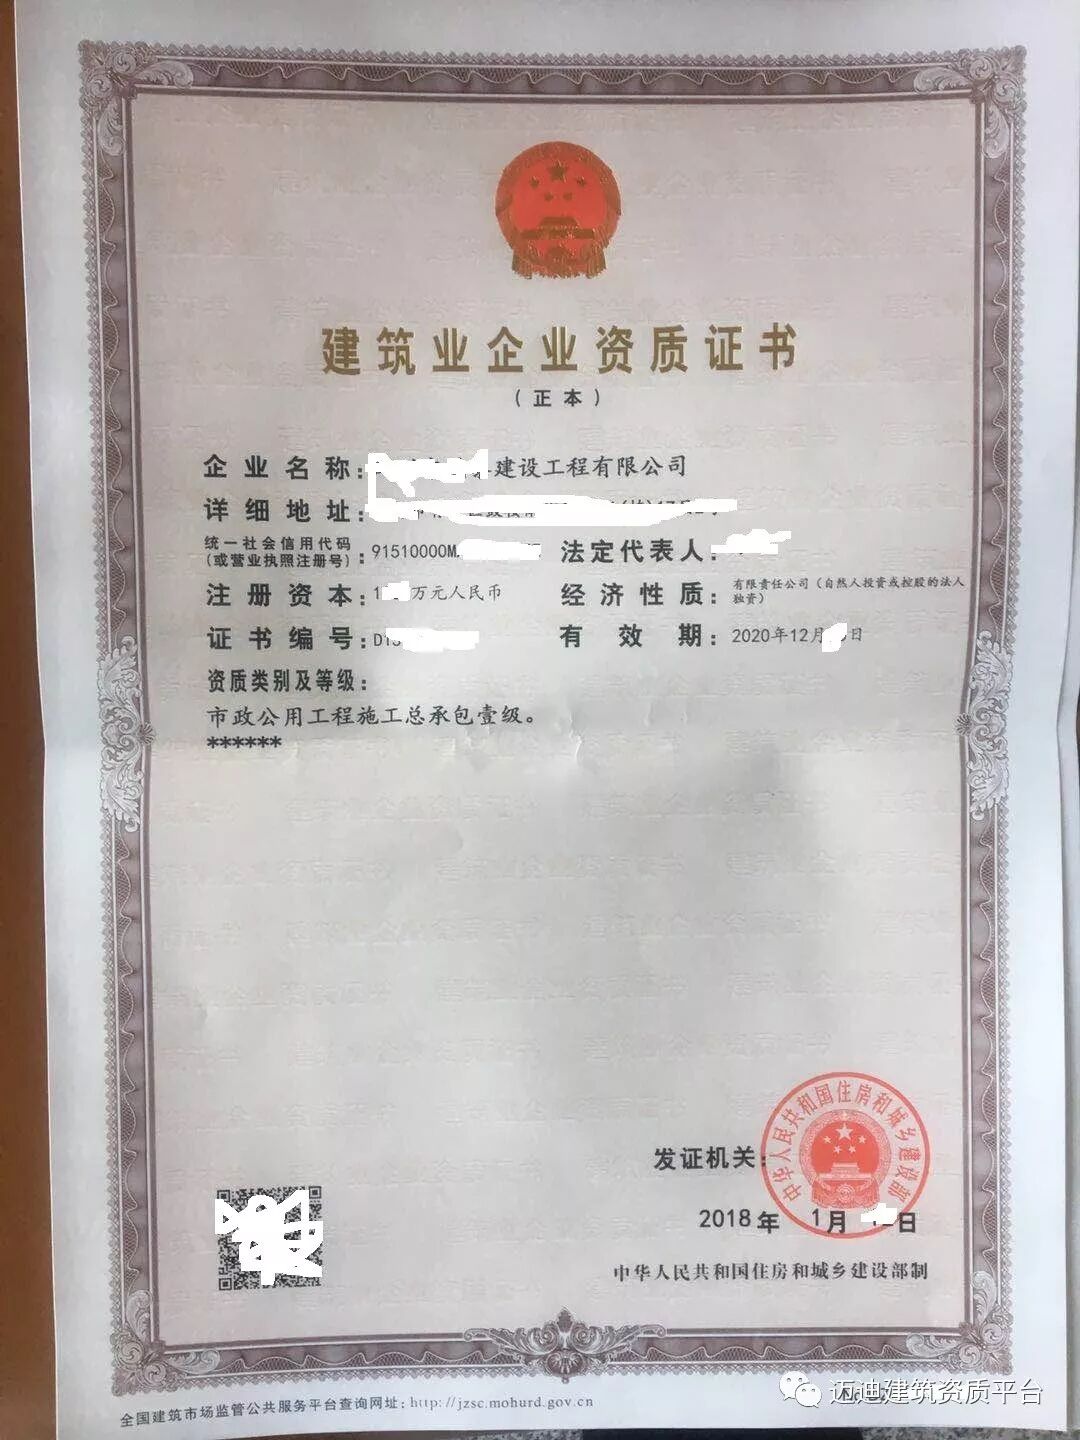 建筑业企业资质证书
（正本）
企业名称： 建设工程有限公司
详细地址：
统一社会信用代码
（或营业执照注册号）： 91510000M 法定代表人：
注册资本： 1 万元人民币 经济性质： 有限责任公司（自然人投资或控股的法人
独资）
证书编号： D15 有效期： 2020年12月 日
资质类别及等级：
市政公用工程施工总承包壹级。
******
中华人民共和国住房和城乡建设部
发证机关：
2018年 1月 日
中华人民共和国住房和城乡建设部制
全国建筑市场监管公共服务平台查询网址：http://jzsc.mohurd.gov.cn
迈迪建筑资质平台